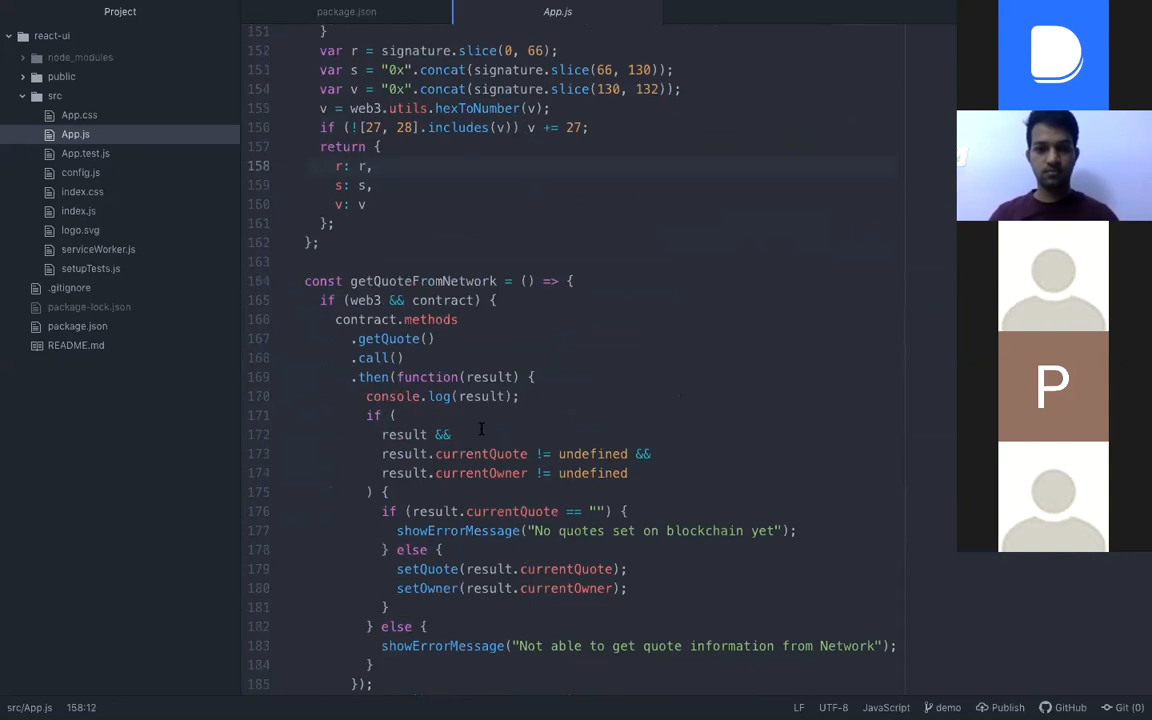 Project
package.json
App.js
react-ui
node_modules
public
src
App.css
App.js
App.test.js
config.js
index.css
index.js
logo.svg
serviceWorker.js
setupTests.js
.gitignore
package-lock.json
package.json
README.md
151 }
152 var r = signature.slice(0, 66);
153 var s = "0x".concat(signature.slice(66, 130));
154 var v = "0x".concat(signature.slice(130, 132));
155 v = web3.utils.hexToNumber(v);
156 if (![27, 28].includes(v)) v += 27;
157 return {
158 r: r,
159 s: s,
160 v: v
161 };
162 };
163
164 const getQuoteFromNetwork = () => {
165 if (web3 && contract) {
166 contract.methods
167 .getQuote()
168 .call()
169 .then(function(result) {
170 console.log(result);
171 if (
172 result &&
173 result.currentQuote != undefined &&
174 result.currentOwner != undefined
175 ) {
176 if (result.currentQuote == "") {
177 showErrorMessage("No quotes set on blockchain yet");
178 } else {
179 setQuote(result.currentQuote);
180 setOwner(result.currentOwner);
181 }
182 } else {
183 showErrorMessage("Not able to get quote information from Network");
184 }
185 });
P
src/App.js 158:12 LF UTF-8 JavaScript demo Publish GitHub Git (0)